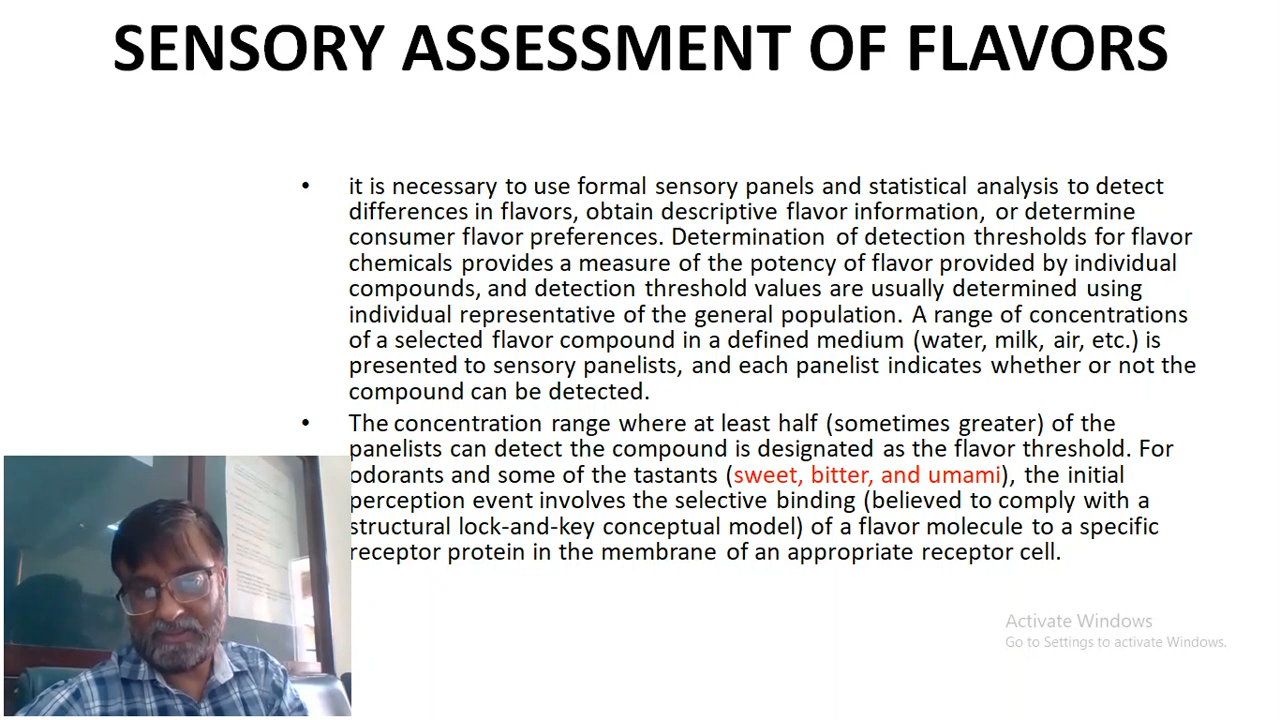 SENSORY ASSESSMENT OF FLAVORS
• it is necessary to use formal sensory panels and statistical analysis to detect
differences in flavors, obtain descriptive flavor information, or determine
consumer flavor preferences. Determination of detection thresholds for flavor
chemicals provides a measure of the potency of flavor provided by individual
compounds, and detection threshold values are usually determined using
individual representative of the general population. A range of concentrations
of a selected flavor compound in a defined medium (water, milk, air, etc.) is
presented to sensory panelists, and each panelist indicates whether or not the
compound can be detected.
• The concentration range where at least half (sometimes greater) of the
panelists can detect the compound is designated as the flavor threshold. For
odorants and some of the tastants (sweet, bitter, and umami), the initial
perception event involves the selective binding (believed to comply with a
structural lock-and-key conceptual model) of a flavor molecule to a specific
receptor protein in the membrane of an appropriate receptor cell.
Activate Windows
Go to Settings to activate Windows.